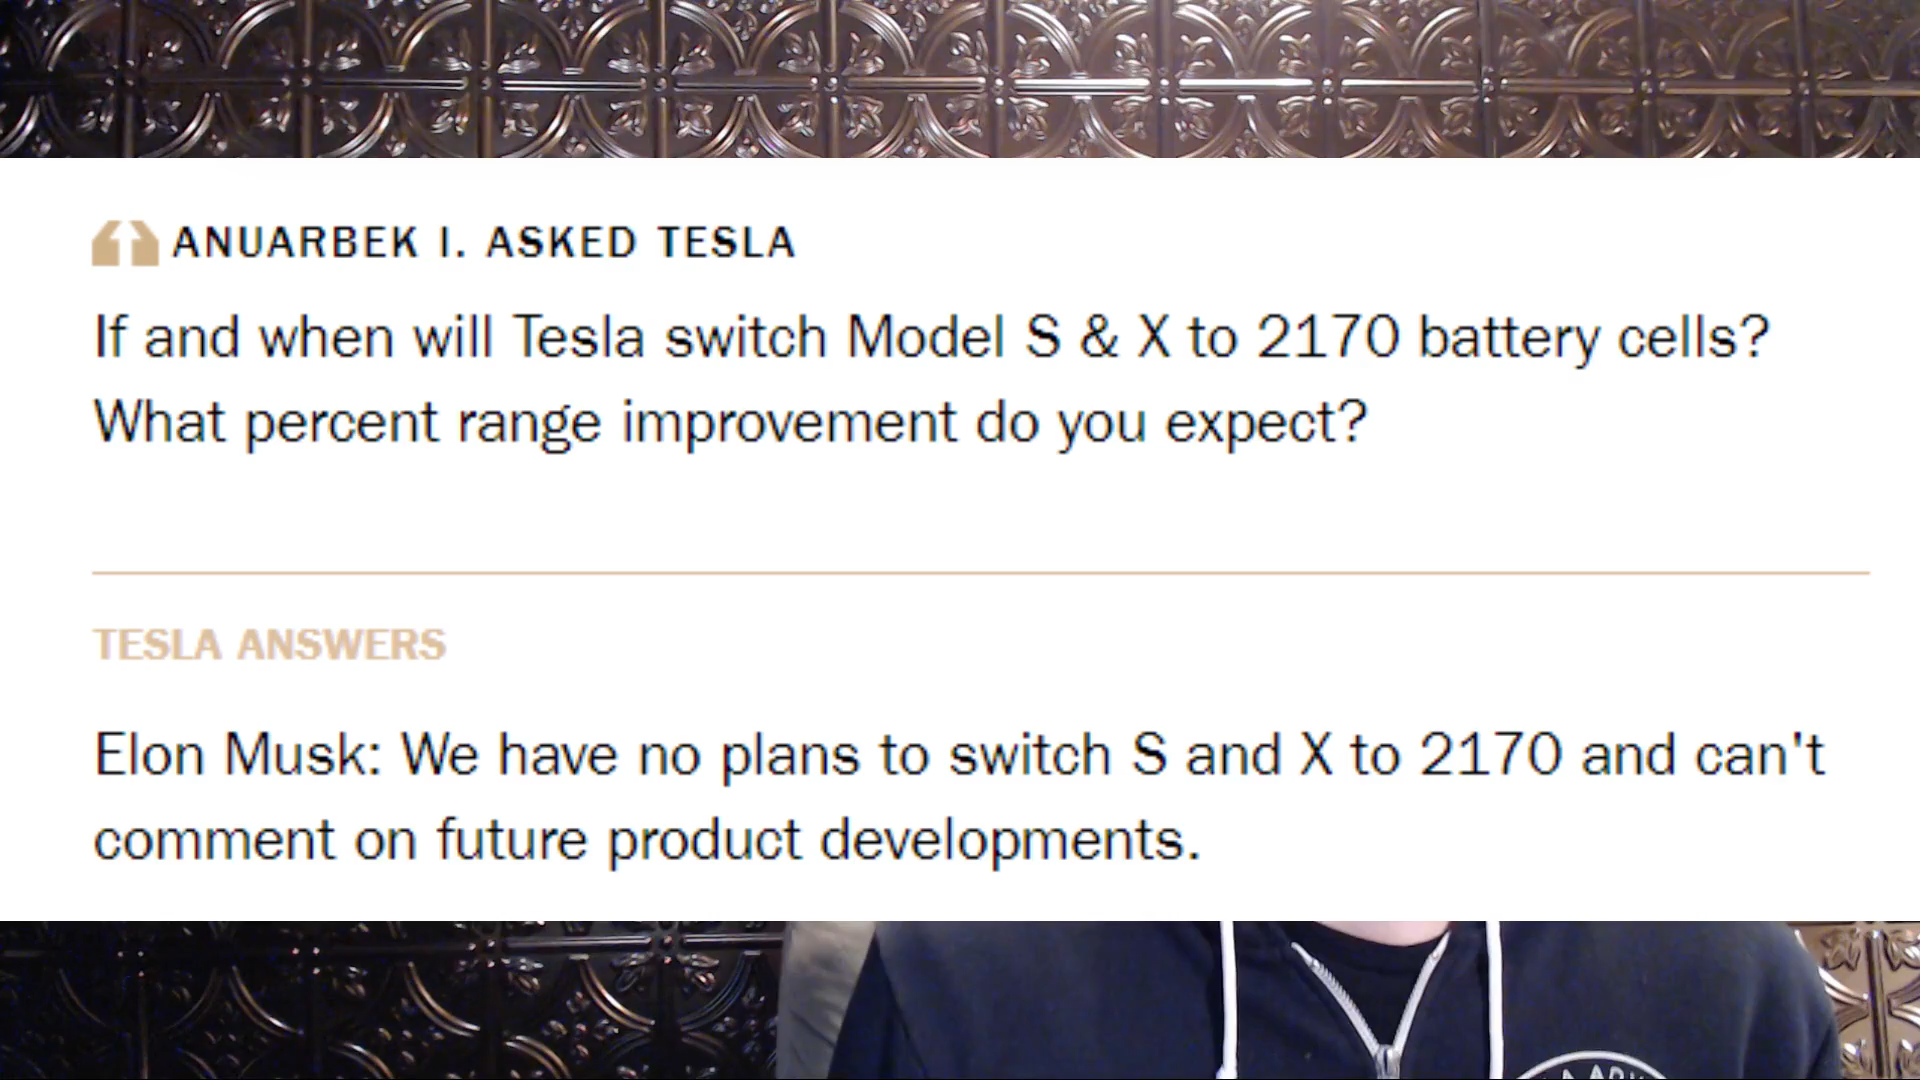 ANUARBEK I. ASKED TESLA
If and when will Tesla switch Model S & X to 2170 battery cells?
What percent range improvement do you expect?
TESLA ANSWERS
Elon Musk: We have no plans to switch S and X to 2170 and can't
comment on future product developments.